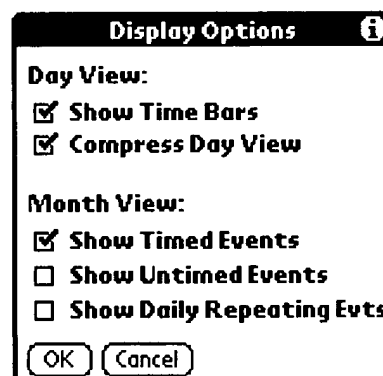 Display Options
Day View:
Show Time Bars
Compress Day View
Month View:
Show Timed Events
Show Untimed Events
Show Daily Repeating Evts
OK Cancel